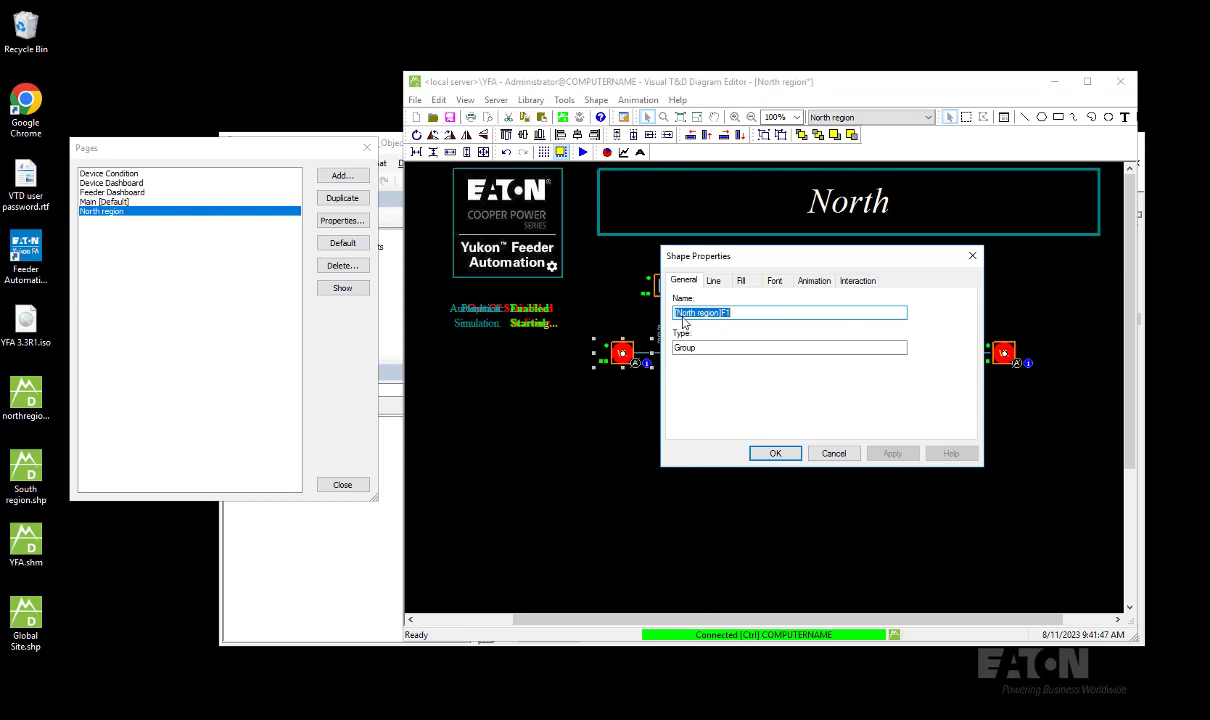 Recycle Bin
Google
Chrome
VTD user
password.rtf
Feeder
Automati...
YFA 3.3R1.iso
northregio...
South
region.shp
YFA.shm
Global
Site.shp
Pages
Device Condition
Device Dashboard
Feeder Dashboard
Main [Default]
North region
Add...
Duplicate
Properties...
Default
Delete...
Show
Close
Objec
<local server>\YFA - Administrator@COMPUTERNAME - Visual T&D Diagram Editor - [North region*]
File Edit View Server Library Tools Shape Animation Help
100% North region
EATON
COOPER POWER
SERIES
Yukon Feeder
Automation
North
Enabled
Simulation: Starting...
Shape Properties
General Line Fill Font Animation Interaction
Name:
[North region]F1
Type:
Group
OK Cancel Apply Help
Ready Connected [Ctrl] COMPUTERNAME 8/11/2023 9:41:47 AM
EATON
Powering Business Worldwide